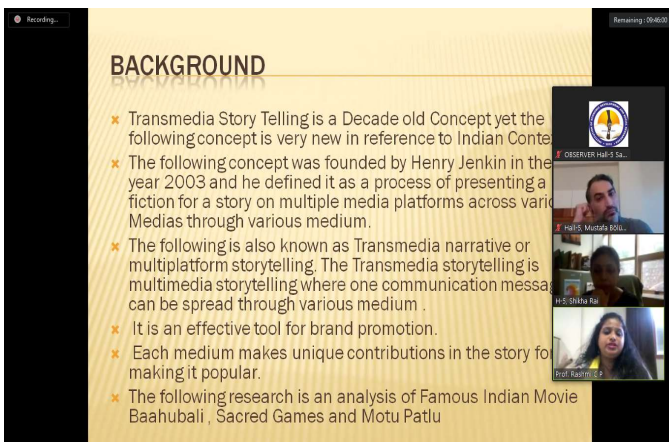 Recording...
Remaining : 09:46:00
BACKGROUND
Transmedia Story Telling is a Decade old Concept yet the
following concept is very new in reference to Indian Conte
The following concept was founded by Henry Jenkin in the
year 2003 and he defined it as a process of presenting a
fiction for a story on multiple media platforms across vario
Medias through various medium.
The following is also known as Transmedia narrative or
multiplatform storytelling. The Transmedia storytelling is
multimedia storytelling where one communication messag
can be spread through various medium .
It is an effective tool for brand promotion.
Each medium makes unique contributions in the story for
making it popular.
The following research is an analysis of Famous Indian Movie
Baahubali , Sacred Games and Motu Patlu
OBSERVER Hall-5 Sa...
Hall-5, Mustafa Bölü...
H-5, Shikha Rai
Prof. Rashmi C P